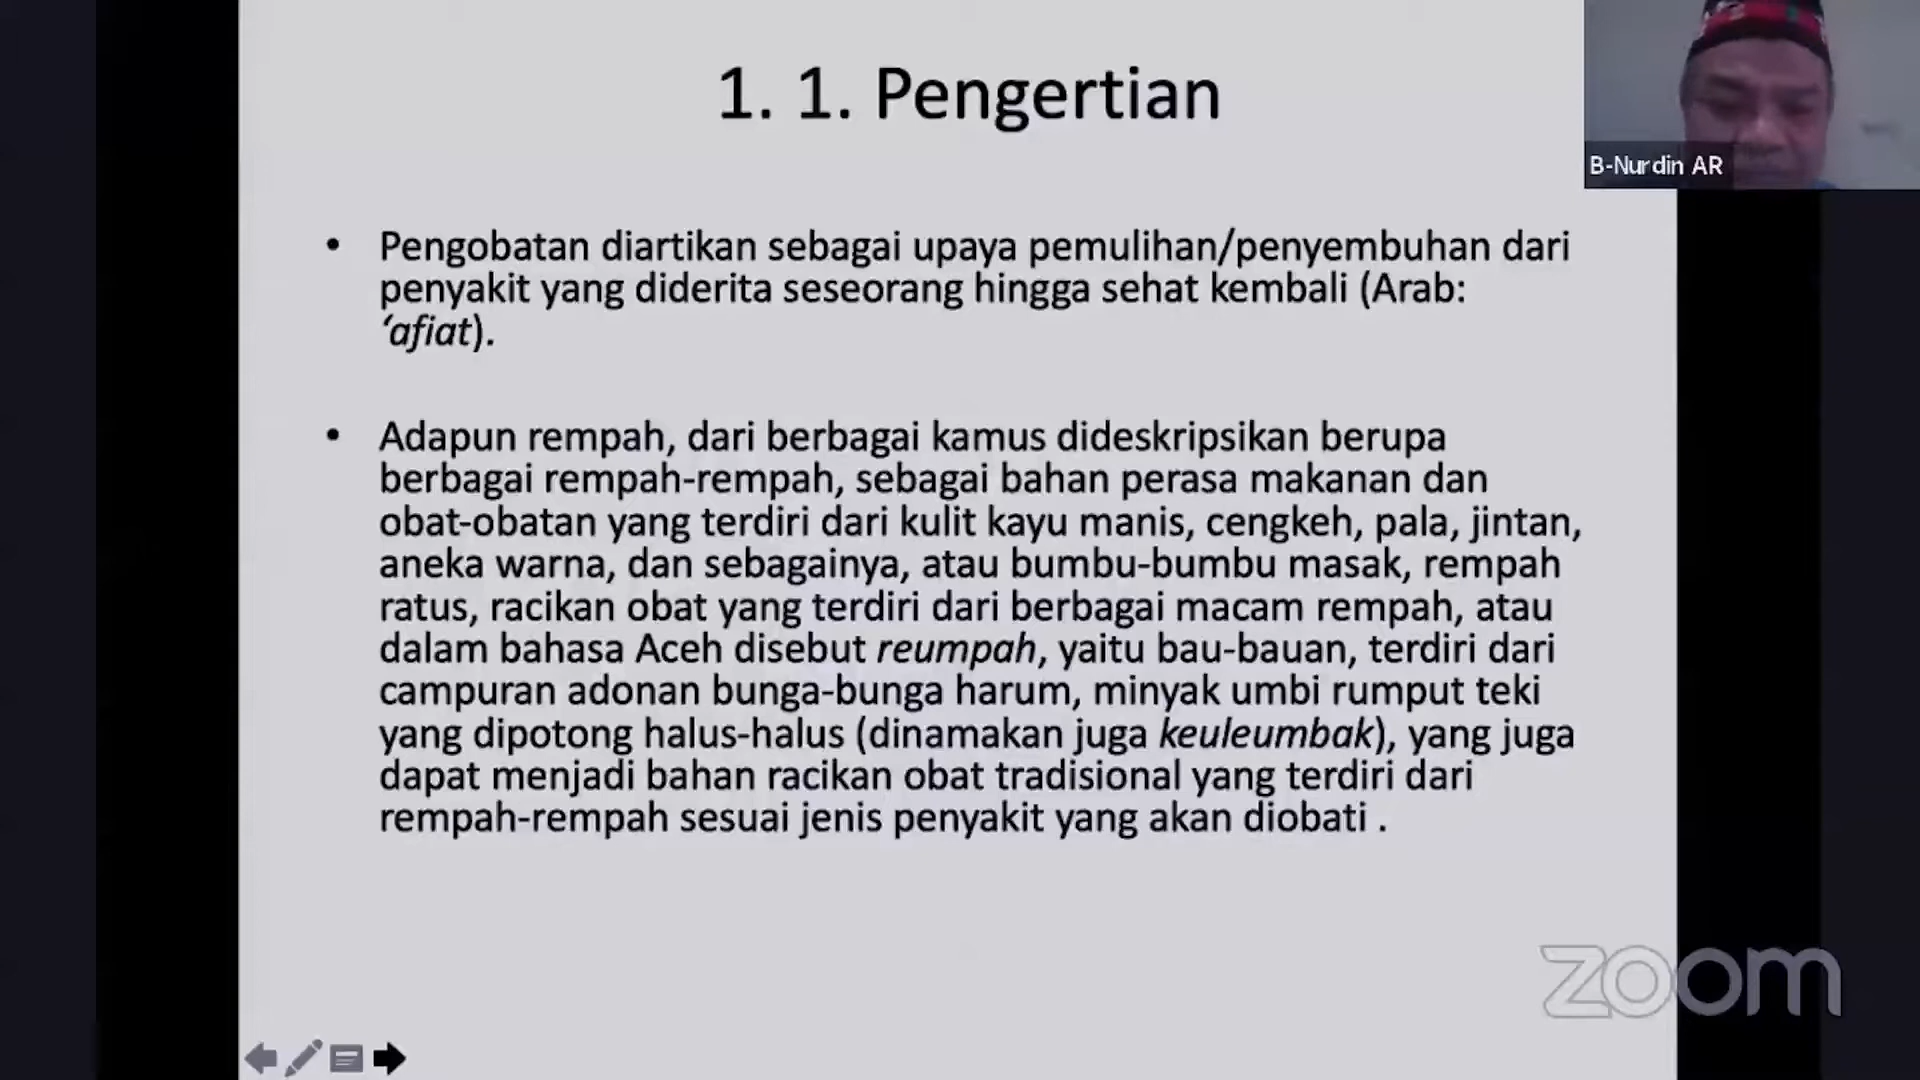 1. 1. Pengertian
B-Nurdin AR
• Pengobatan diartikan sebagai upaya pemulihan/penyembuhan dari
penyakit yang diderita seseorang hingga sehat kembali (Arab:
‘afiat).
• Adapun rempah, dari berbagai kamus dideskripsikan berupa
berbagai rempah-rempah, sebagai bahan perasa makanan dan
obat-obatan yang terdiri dari kulit kayu manis, cengkeh, pala, jintan,
aneka warna, dan sebagainya, atau bumbu-bumbu masak, rempah
ratus, racikan obat yang terdiri dari berbagai macam rempah, atau
dalam bahasa Aceh disebut reumpah, yaitu bau-bauan, terdiri dari
campuran adonan bunga-bunga harum, minyak umbi rumput teki
yang dipotong halus-halus (dinamakan juga keuleumbak), yang juga
dapat menjadi bahan racikan obat tradisional yang terdiri dari
rempah-rempah sesuai jenis penyakit yang akan diobati .
zoom